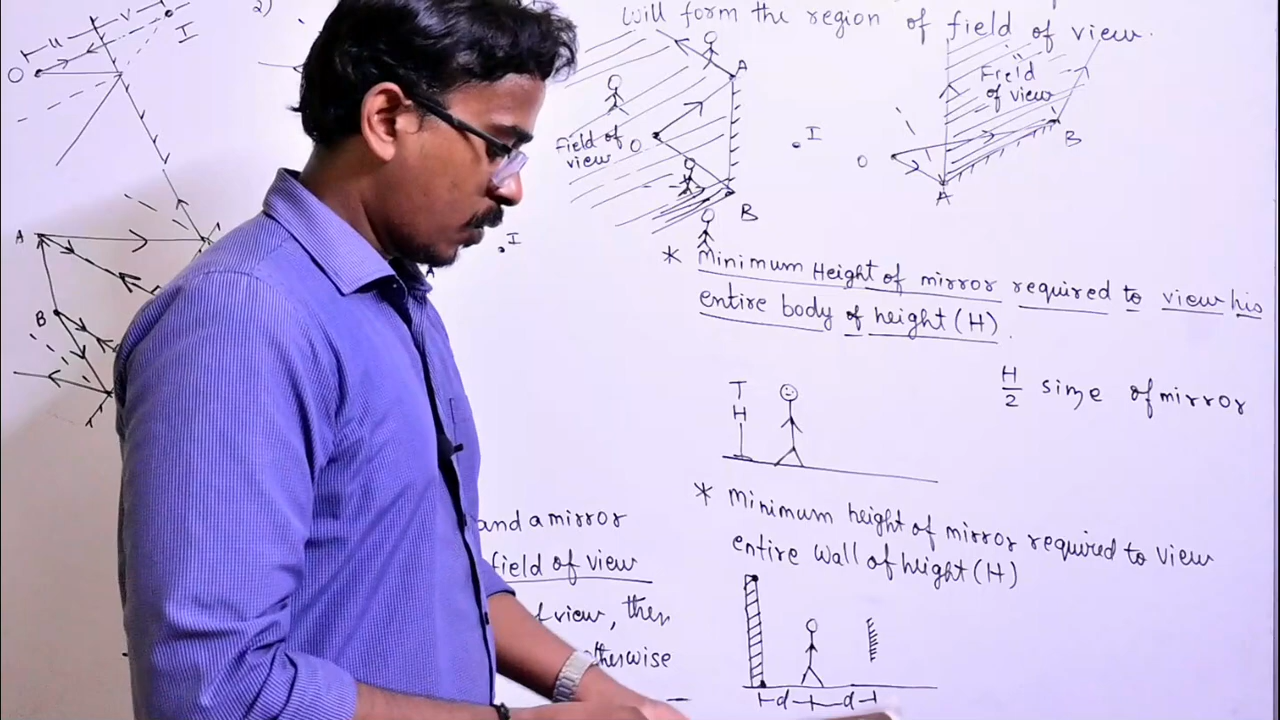 2)
will form the region of field of view.
u
v
O
I
A
B
Field of
view
O
A
B
I
Field
of view
O
A
B
I
* Minimum Height of mirror required to view his
entire body of height (H)
H/2 size of mirror
H
* Minimum height of mirror required to view
entire wall of height (H)
d d
and a mirror
field of view
of view, then
otherwise